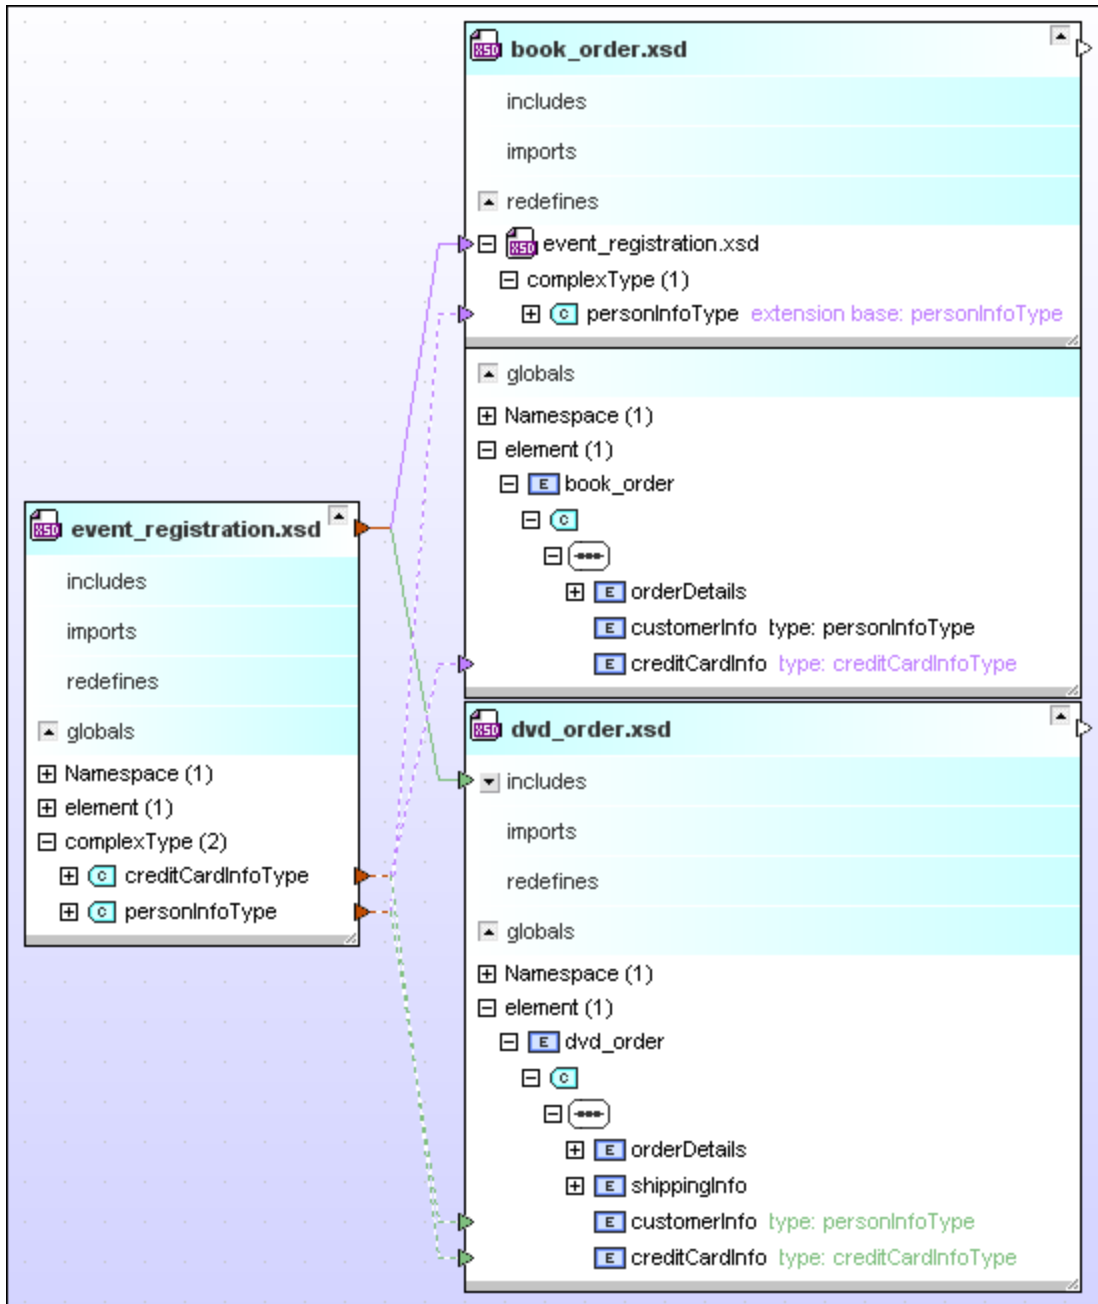 book_order.xsd
includes
imports
redefines
event_registration.xsd
complexType (1)
personInfoType extension base: personInfoType
globals
Namespace (1)
element (1)
book_order
orderDetails
customerInfo type: personInfoType
creditCardInfo type: creditCardInfoType
event_registration.xsd
includes
imports
redefines
globals
Namespace (1)
element (1)
complexType (2)
creditCardInfoType
personInfoType
dvd_order.xsd
includes
imports
redefines
globals
Namespace (1)
element (1)
dvd_order
orderDetails
shippingInfo
customerInfo type: personInfoType
creditCardInfo type: creditCardInfoType